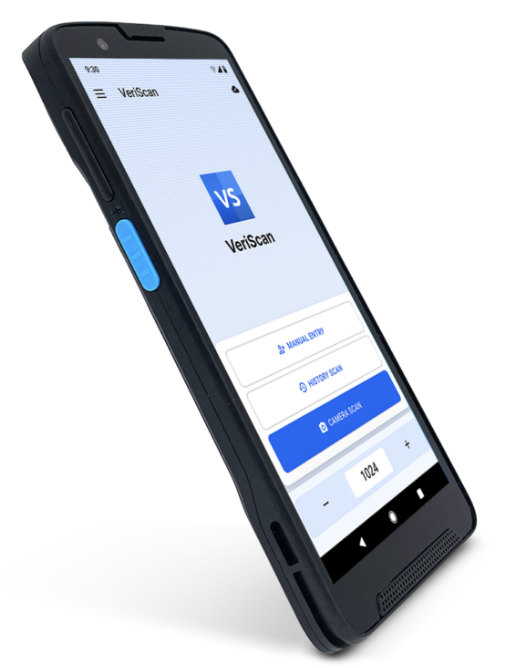 9:30
VeriScan
VS
VeriScan
MANUAL ENTRY
HISTORY SCAN
CAMERA SCAN
-
1024
+